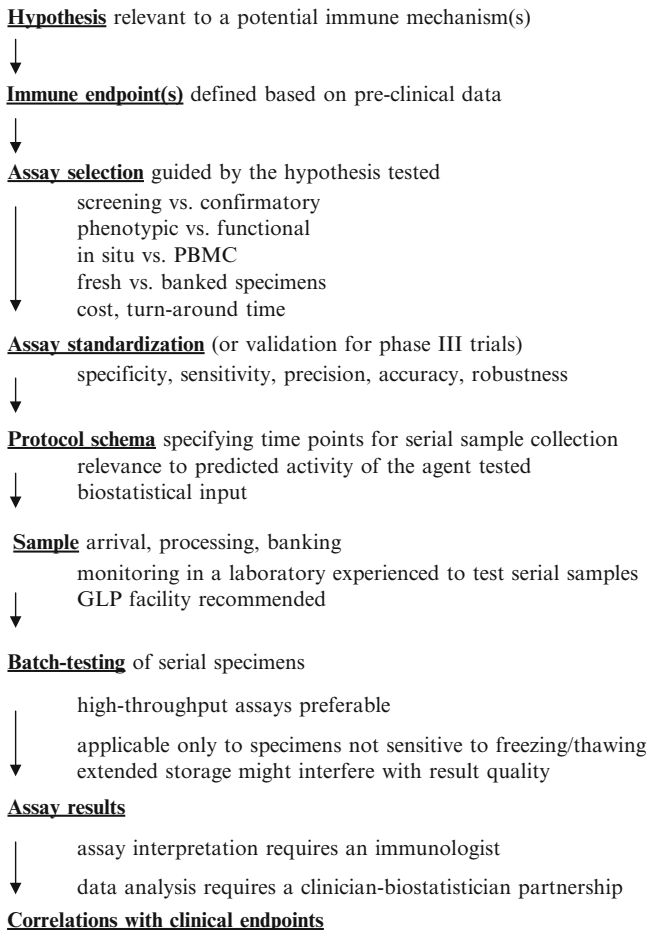 Hypothesis relevant to a potential immune mechanism(s)
Immune endpoint(s) defined based on pre-clinical data
Assay selection guided by the hypothesis tested
screening vs. confirmatory
phenotypic vs. functional
in situ vs. PBMC
fresh vs. banked specimens
cost, turn-around time
Assay standardization (or validation for phase III trials)
specificity, sensitivity, precision, accuracy, robustness
Protocol schema specifying time points for serial sample collection
relevance to predicted activity of the agent tested
biostatistical input
Sample arrival, processing, banking
monitoring in a laboratory experienced to test serial samples
GLP facility recommended
Batch-testing of serial specimens
high-throughput assays preferable
applicable only to specimens not sensitive to freezing/thawing
extended storage might interfere with result quality
Assay results
assay interpretation requires an immunologist
data analysis requires a clinician-biostatistician partnership
Correlations with clinical endpoints